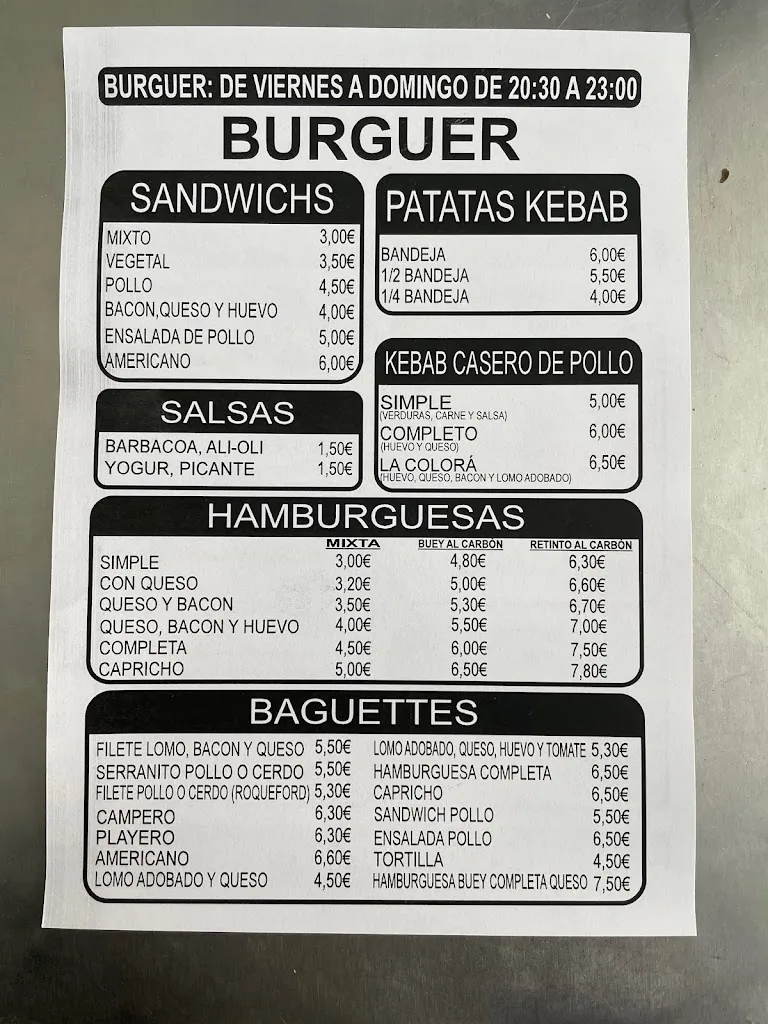 BURGUER: DE VIERNES A DOMINGO DE 20:30 A 23:00
BURGUER
SANDWICHS
MIXTO 3,00€
VEGETAL 3,50€
POLLO 4,50€
BACON,QUESO Y HUEVO 4,00€
ENSALADA DE POLLO 5,00€
AMERICANO 6,00€
PATATAS KEBAB
BANDEJA 6,00€
1/2 BANDEJA 5,50€
1/4 BANDEJA 4,00€
SALSAS
BARBACOA, ALI-OLI 1,50€
YOGUR, PICANTE 1,50€
KEBAB CASERO DE POLLO
SIMPLE 5,00€
(VERDURAS, CARNE Y SALSA)
COMPLETO 6,00€
(HUEVO Y QUESO)
LA COLORÁ 6,50€
(HUEVO, QUESO, BACON Y LOMO ADOBADO)
HAMBURGUESAS
MIXTA BUEY AL CARBÓN RETINTO AL CARBÓN
SIMPLE 3,00€ 4,80€ 6,30€
CON QUESO 3,20€ 5,00€ 6,60€
QUESO Y BACON 3,50€ 5,30€ 6,70€
QUESO, BACON Y HUEVO 4,00€ 5,50€ 7,00€
COMPLETA 4,50€ 6,00€ 7,50€
CAPRICHO 5,00€ 6,50€ 7,80€
BAGUETTES
FILETE LOMO, BACON Y QUESO 5,50€
SERRANITO POLLO O CERDO 5,50€
FILETE POLLO O CERDO (ROQUEFORD) 5,30€
CAMPERO 6,30€
PLAYERO 6,30€
AMERICANO 6,60€
LOMO ADOBADO Y QUESO 4,50€
LOMO ADOBADO, QUESO, HUEVO Y TOMATE 5,30€
HAMBURGUESA COMPLETA 6,50€
CAPRICHO 6,50€
SANDWICH POLLO 5,50€
ENSALADA POLLO 6,50€
TORTILLA 4,50€
HAMBURGUESA BUEY COMPLETA QUESO 7,50€